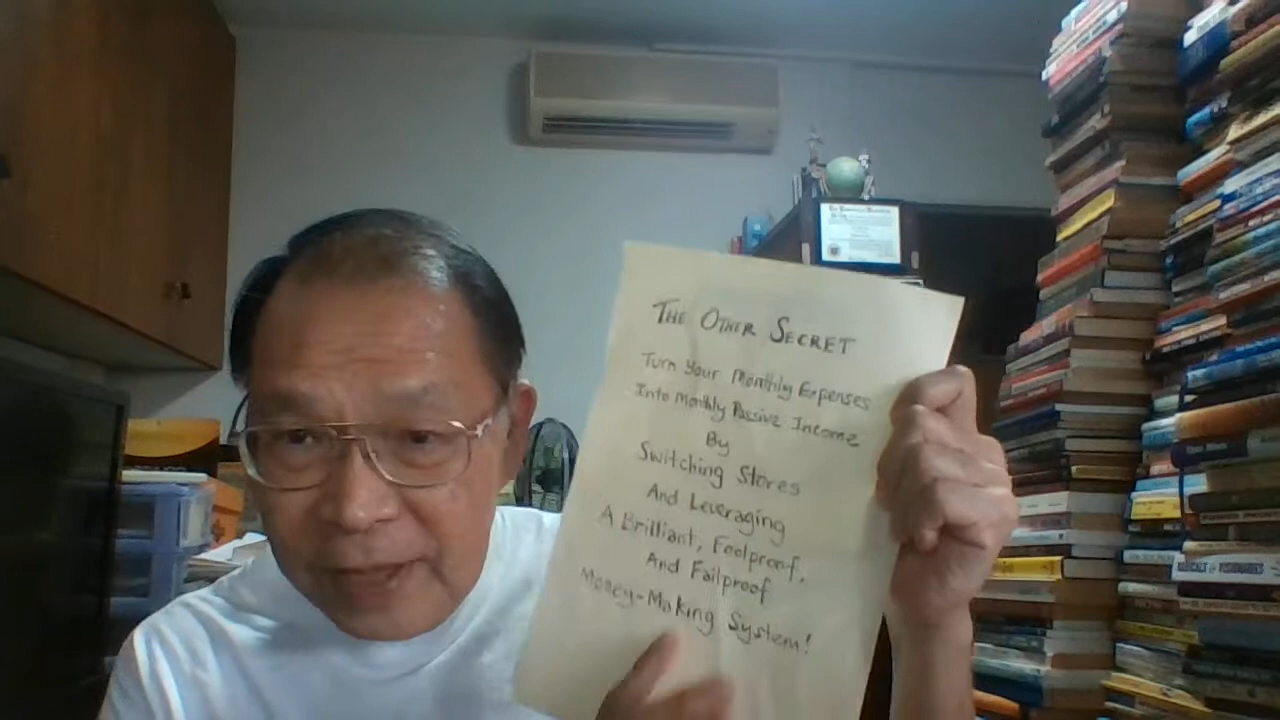 THE OTHER SECRET
Turn Your Monthly Expenses
Into Monthly Passive Income
By
Switching Stores
And Leveraging
A Brilliant, Foolproof,
And Failproof
Money-Making System!